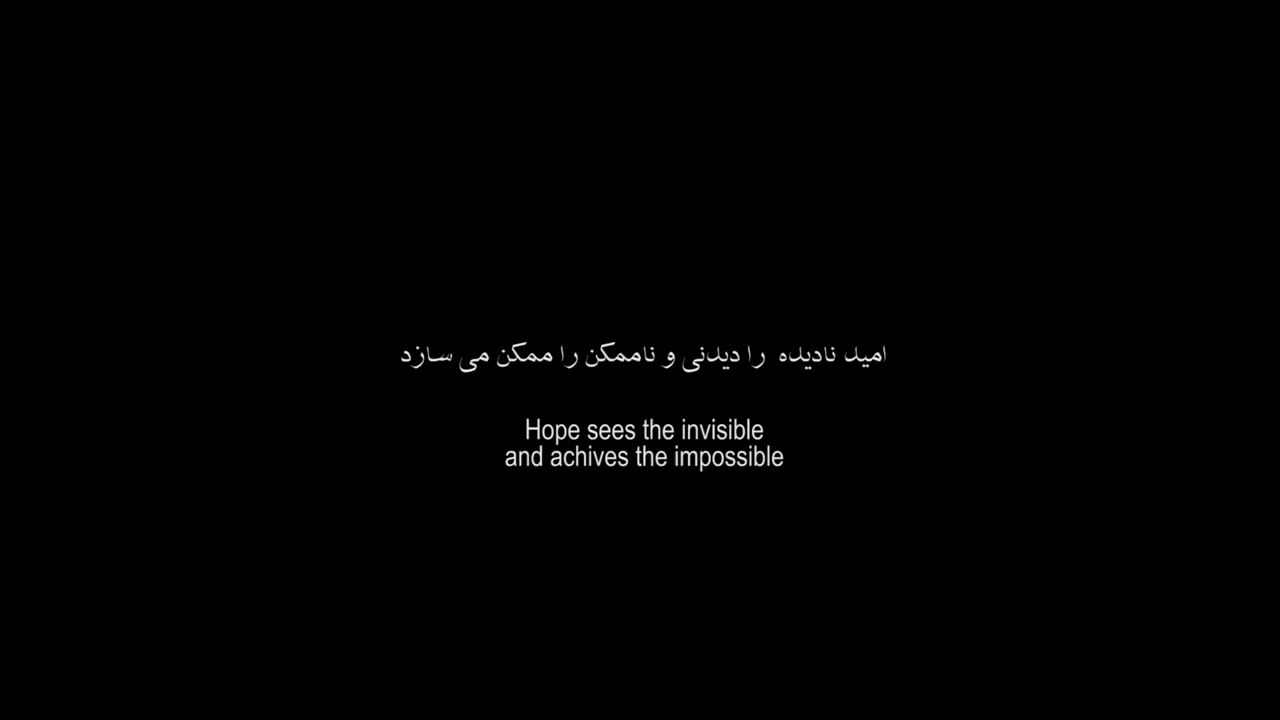 امید نادیده را دیدنی و ناممکن را ممکن می سازد
Hope sees the invisible
and achives the impossible